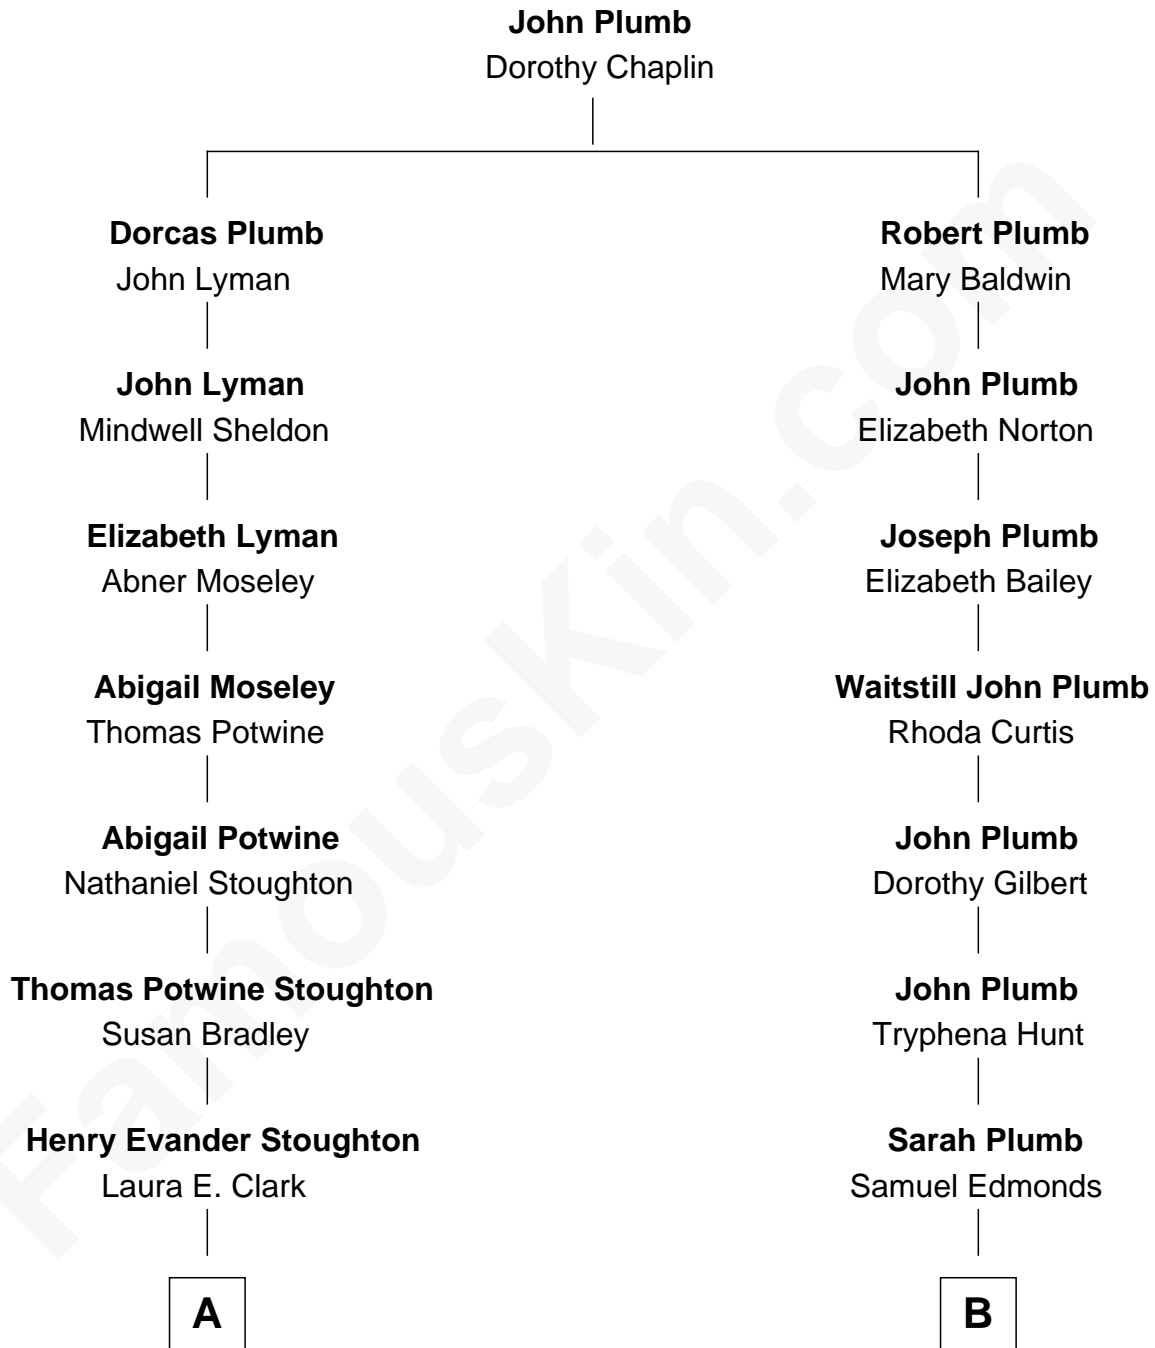 John Plumb
Dorothy Chaplin
Dorcas Plumb
John Lyman
Robert Plumb
Mary Baldwin
John Lyman
Mindwell Sheldon
John Plumb
Elizabeth Norton
Elizabeth Lyman
Abner Moseley
Joseph Plumb
Elizabeth Bailey
Abigail Moseley
Thomas Potwine
Waitstill John Plumb
Rhoda Curtis
Abigail Potwine
Nathaniel Stoughton
John Plumb
Dorothy Gilbert
Thomas Potwine Stoughton
Susan Bradley
John Plumb
Tryphena Hunt
Henry Evander Stoughton
Laura E. Clark
Sarah Plumb
Samuel Edmonds
A
B
FamousKin.com